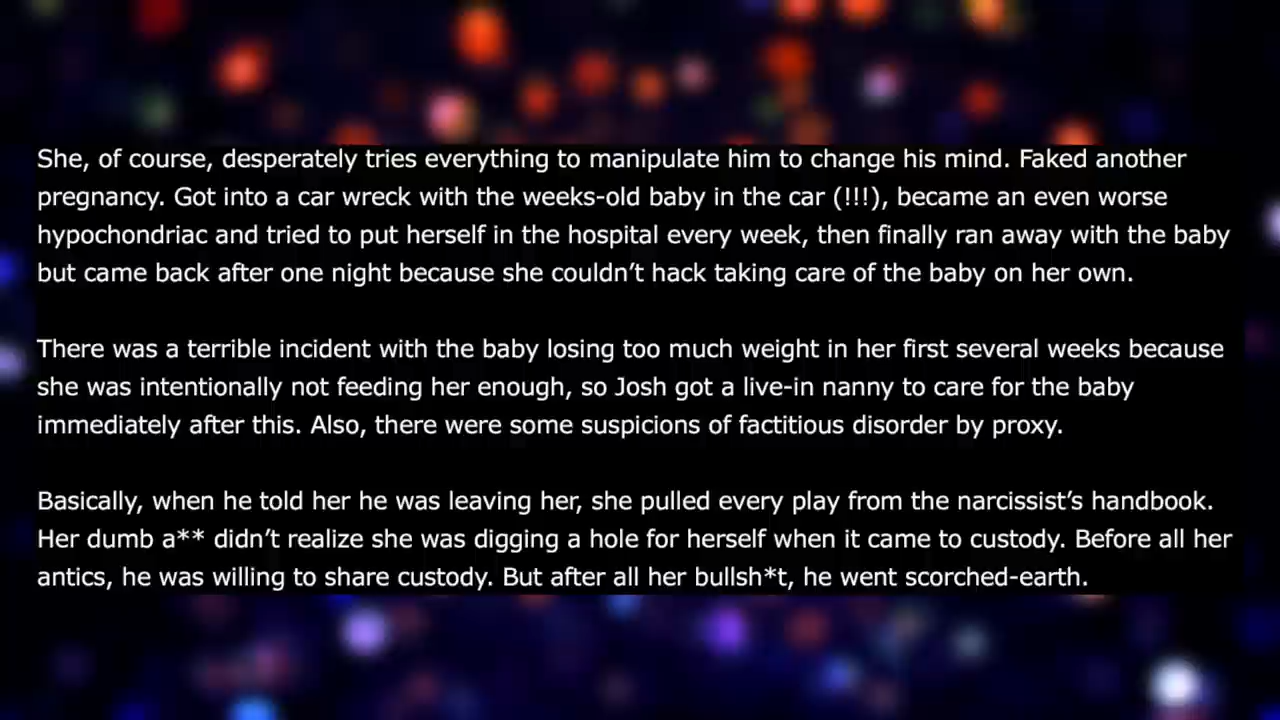 She, of course, desperately tries everything to manipulate him to change his mind. Faked another
pregnancy. Got into a car wreck with the weeks-old baby in the car (!!!), became an even worse
hypochondriac and tried to put herself in the hospital every week, then finally ran away with the baby
but came back after one night because she couldn’t hack taking care of the baby on her own.
There was a terrible incident with the baby losing too much weight in her first several weeks because
she was intentionally not feeding her enough, so Josh got a live-in nanny to care for the baby
immediately after this. Also, there were some suspicions of factitious disorder by proxy.
Basically, when he told her he was leaving her, she pulled every play from the narcissist’s handbook.
Her dumb a** didn’t realize she was digging a hole for herself when it came to custody. Before all her
antics, he was willing to share custody. But after all her bullsh*t, he went scorched-earth.